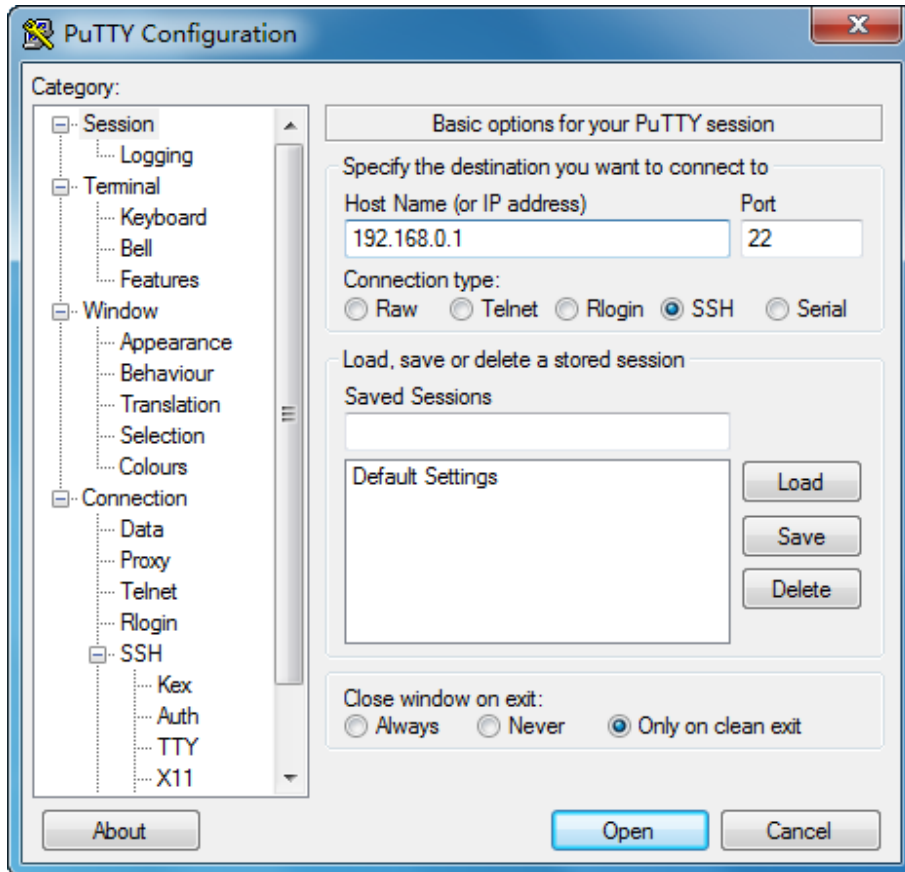 PuTTY Configuration
Category:
Session
Logging
Terminal
Keyboard
Bell
Features
Window
Appearance
Behaviour
Translation
Selection
Colours
Connection
Data
Proxy
Telnet
Rlogin
SSH
Kex
Auth
TTY
X11
Basic options for your PuTTY session
Specify the destination you want to connect to
Host Name (or IP address) Port
192.168.0.1 22
Connection type:
Raw Telnet Rlogin SSH Serial
Load, save or delete a stored session
Saved Sessions
Default Settings
Load
Save
Delete
Close window on exit:
Always Never Only on clean exit
About Open Cancel